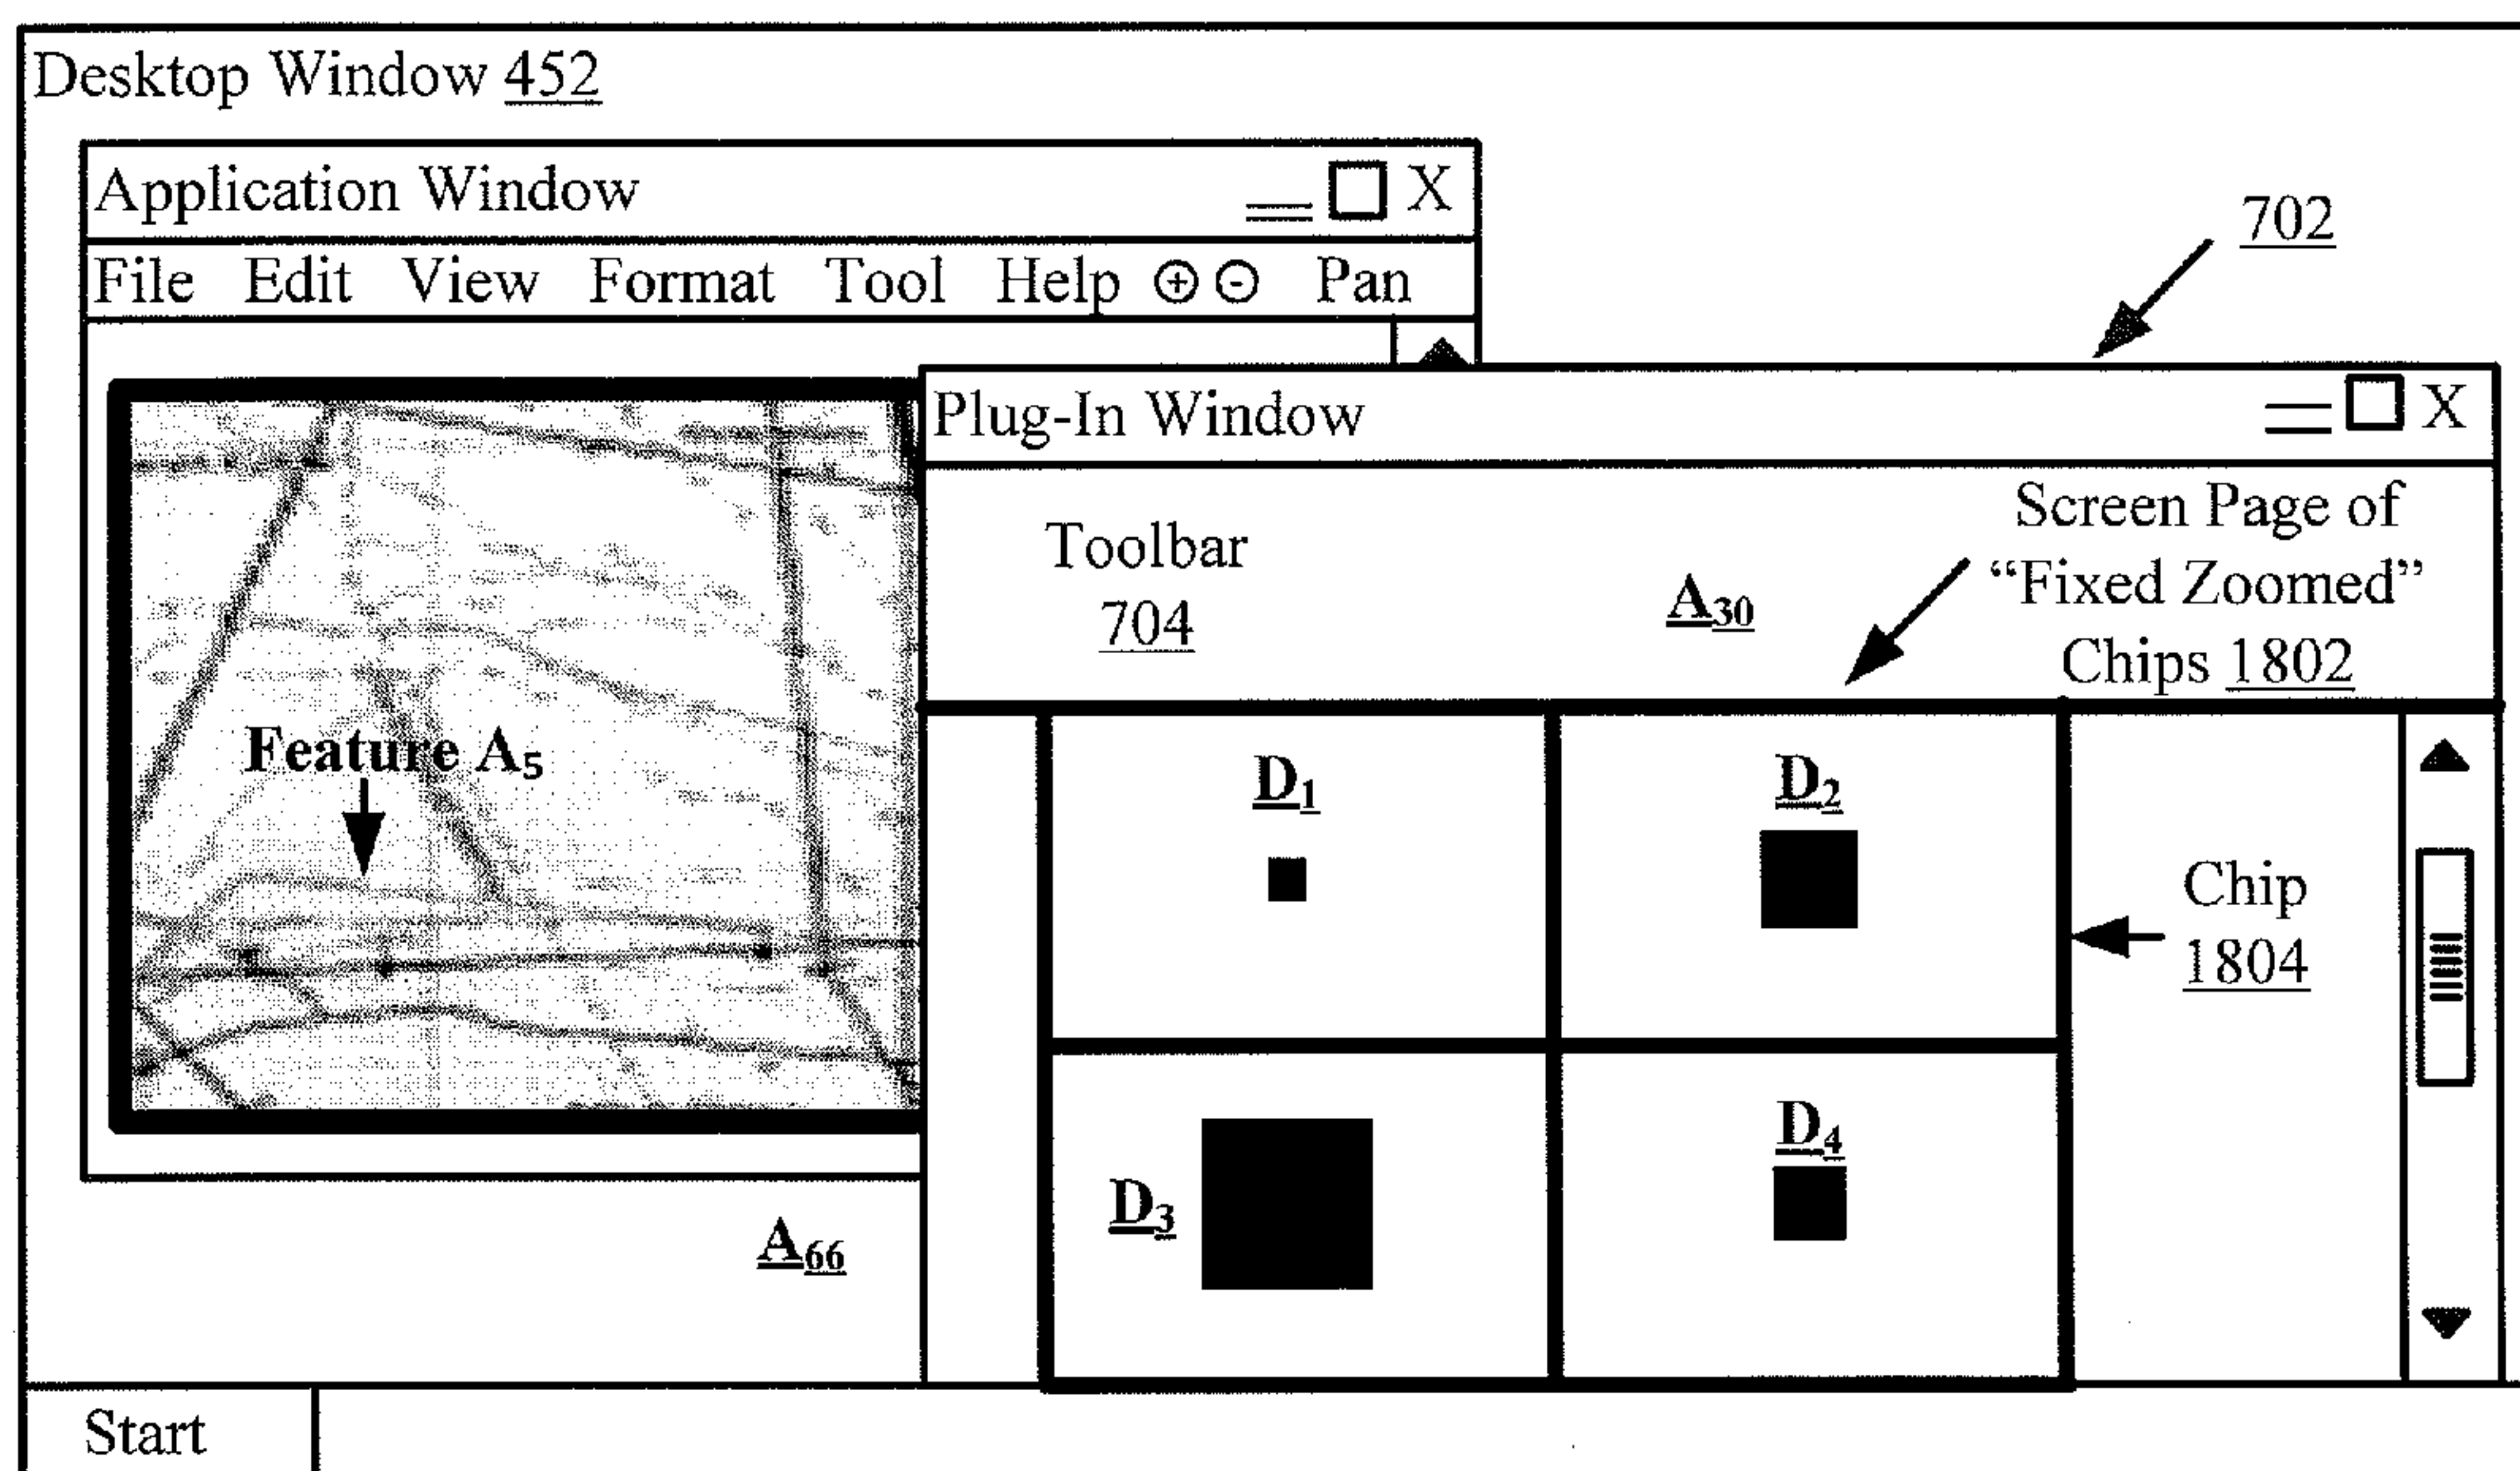 Desktop Window 452
Application Window X
File Edit View Format Tool Help + - Pan
702
Plug-In Window X
Toolbar
704
A30
Screen Page of
“Fixed Zoomed”
Chips 1802
Feature A5
D1
D2
Chip
1804
D3
D4
A66
Start